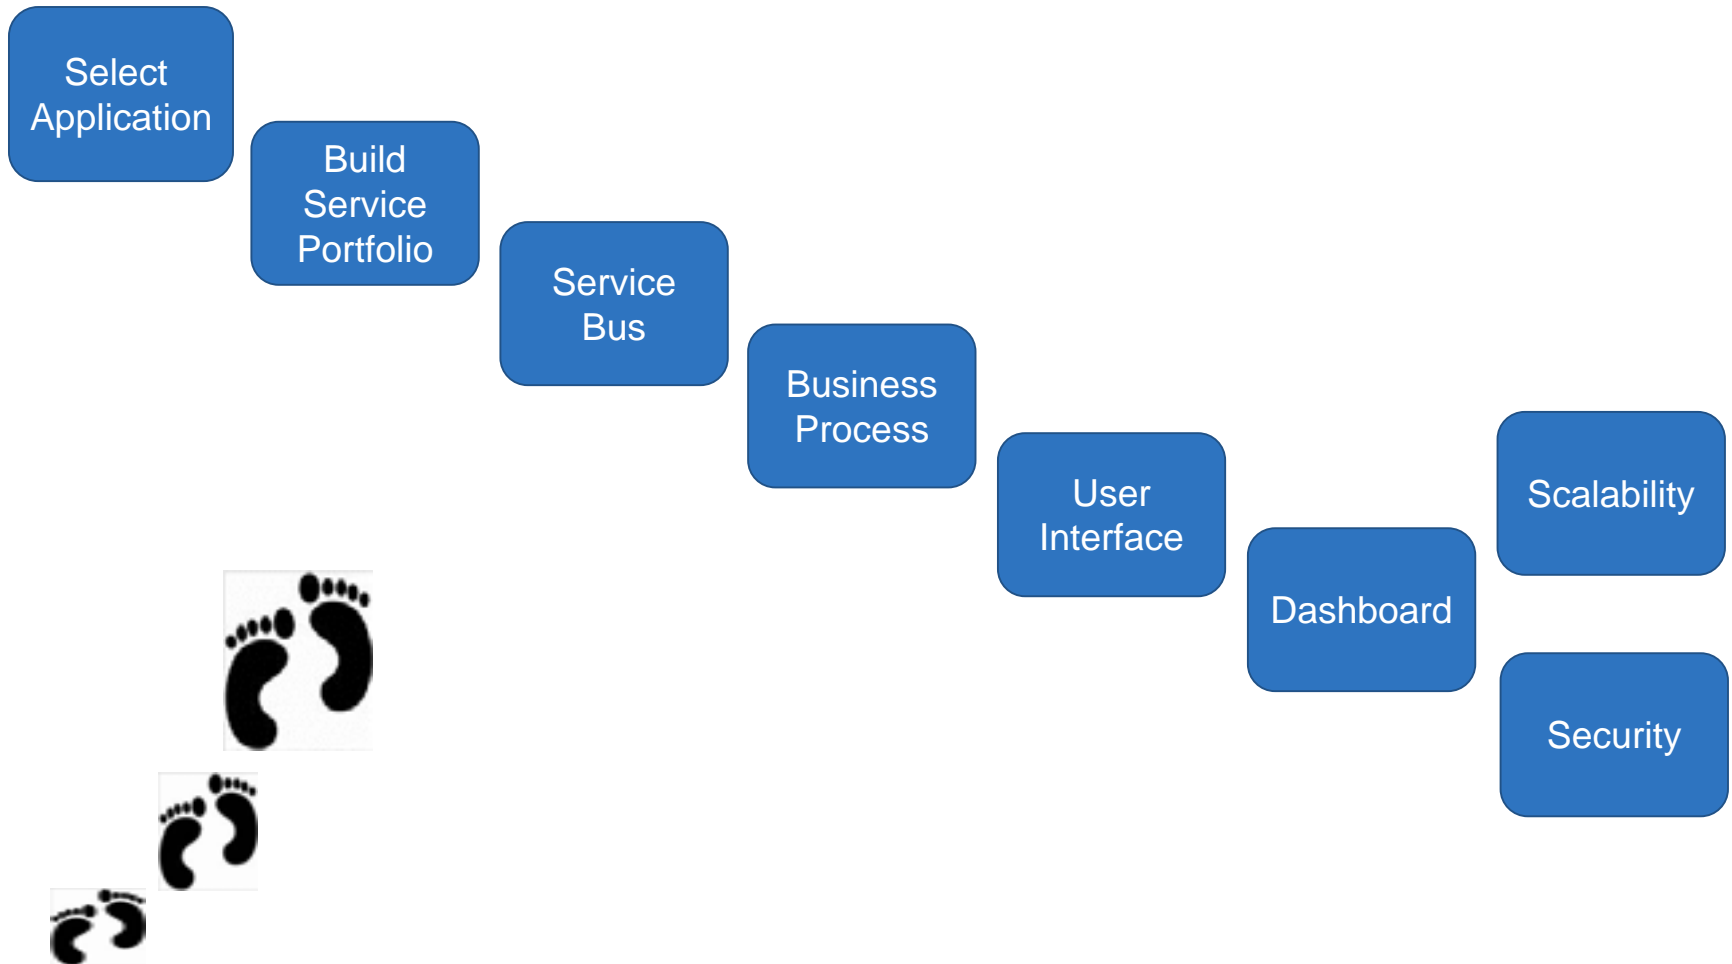 Select
Application
Build
Service
Portfolio
Service
Bus
Business
Process
User
Interface
Dashboard
Scalability
Security